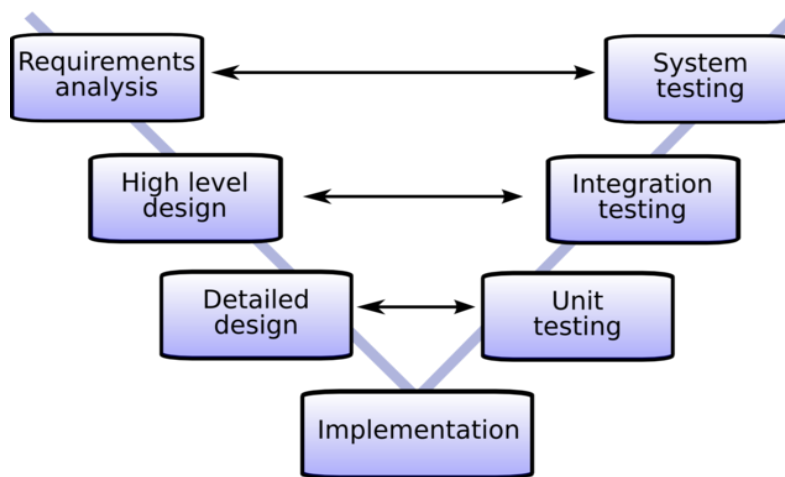 Requirements
analysis
System
testing
High level
design
Integration
testing
Detailed
design
Unit
testing
Implementation